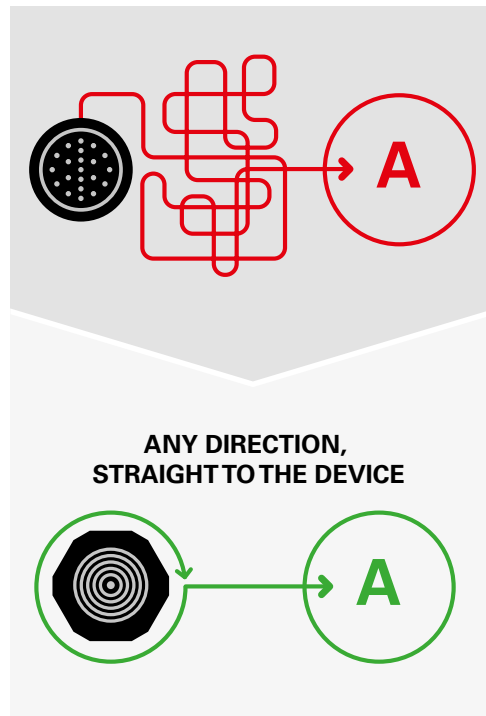 A
ANY DIRECTION,
STRAIGHT TO THE DEVICE
A